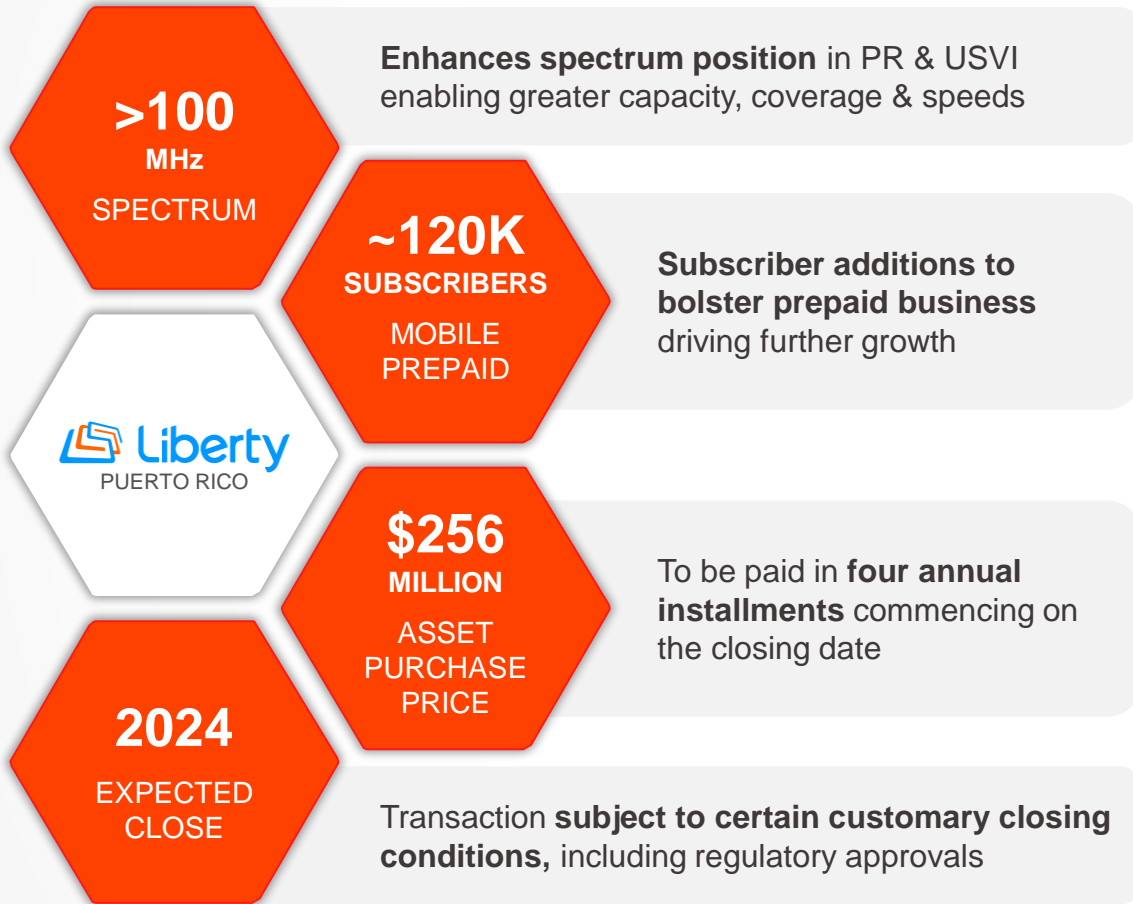 >100
MHz
SPECTRUM
Enhances spectrum position in PR & USVI
enabling greater capacity, coverage & speeds
~120K
SUBSCRIBERS
MOBILE
PREPAID
Subscriber additions to
bolster prepaid business
driving further growth
Liberty
PUERTO RICO
$256
MILLION
ASSET
PURCHASE
PRICE
To be paid in four annual
installments commencing on
the closing date
2024
EXPECTED
CLOSE
Transaction subject to certain customary closing
conditions, including regulatory approvals